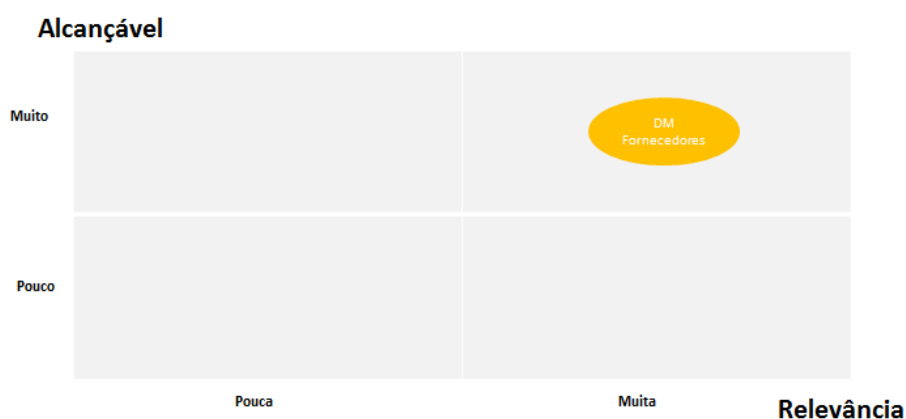 Alcançável
Muito
DM
Fornecedores
Pouco
Pouca
Muita
Relevância